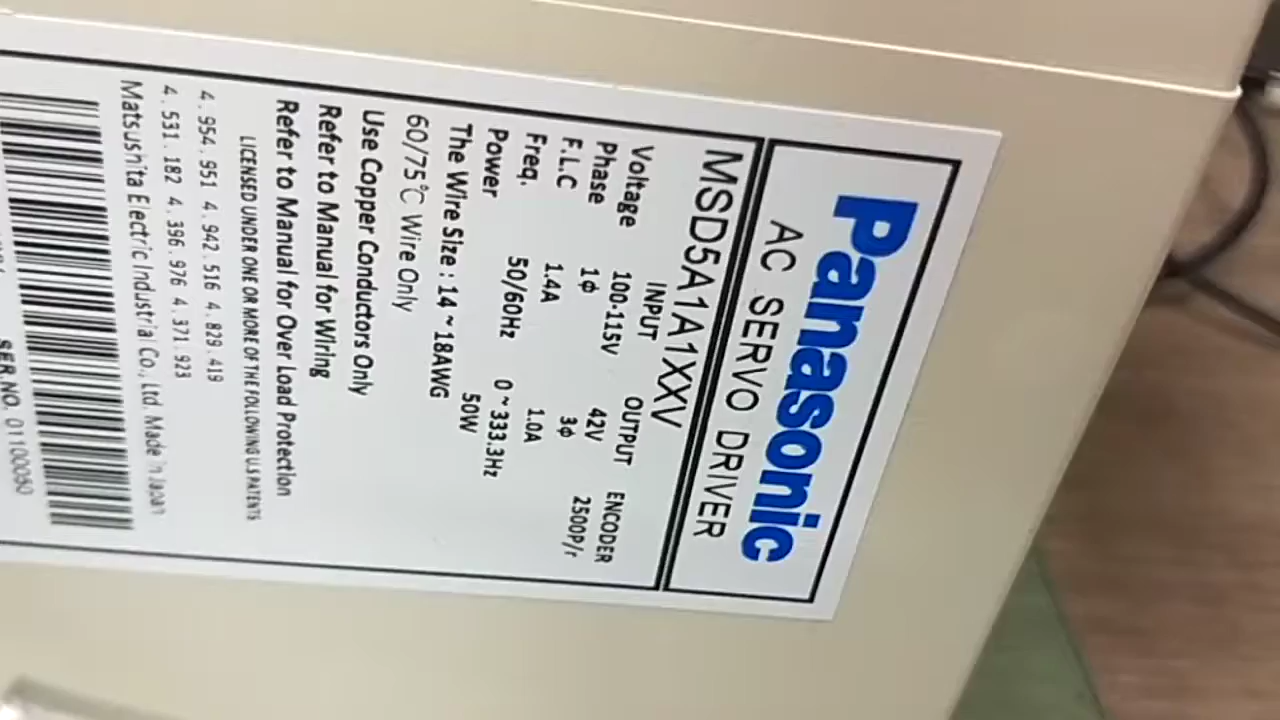 Panasonic
AC SERVO DRIVER
MSD5A1A1XXV
INPUT OUTPUT ENCODER
Voltage 100-115V 42V 2500P/r
Phase 1ϕ 3ϕ
F.L.C 1.4A 1.0A
Freq. 50/60Hz 0~333.3Hz
Power 50W
The Wire Size : 14 ~ 18AWG
60/75℃ Wire Only
Use Copper Conductors Only
Refer to Manual for Wiring
Refer to Manual for Over Load Protection
LICENSED UNDER ONE OR MORE OF THE FOLLOWING U.S PATENTS
4.954.951 4.942.516 4.829.419
4.531.182 4.396.976 4.371.923
Matsushita Electric Industrial Co., Ltd. Made in Japan
SER.NO. 01100060